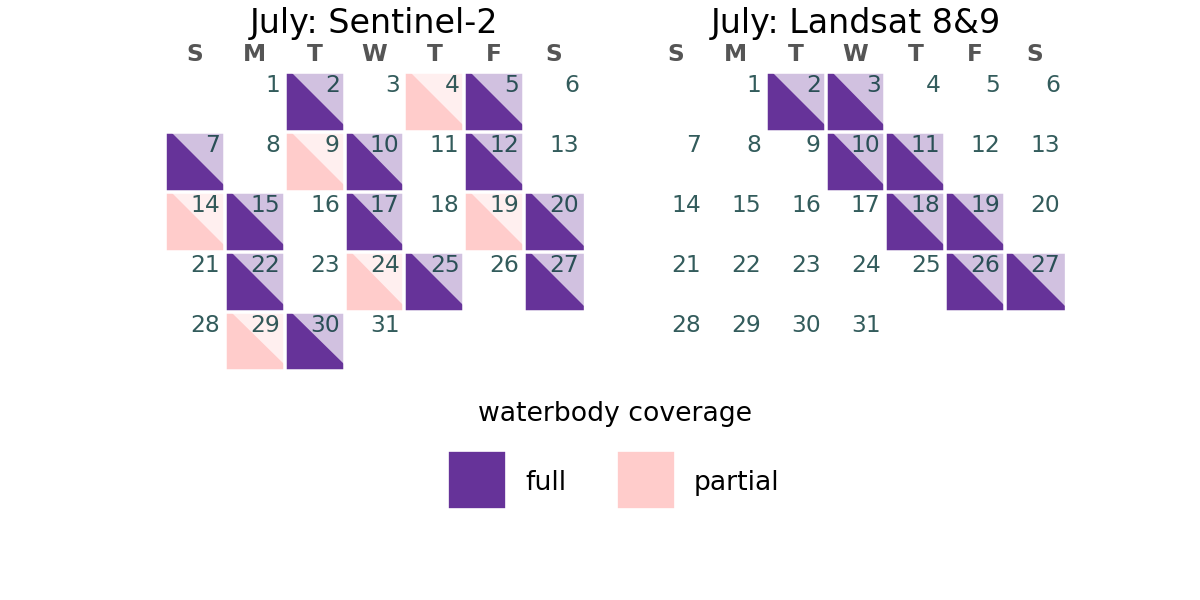 July: Sentinel-2
S M T W T F S
1 2 3 4 5 6
7 8 9 10 11 12 13
14 15 16 17 18 19 20
21 22 23 24 25 26 27
28 29 30 31
July: Landsat 8&9
S M T W T F S
1 2 3 4 5 6
7 8 9 10 11 12 13
14 15 16 17 18 19 20
21 22 23 24 25 26 27
28 29 30 31
waterbody coverage
full partial